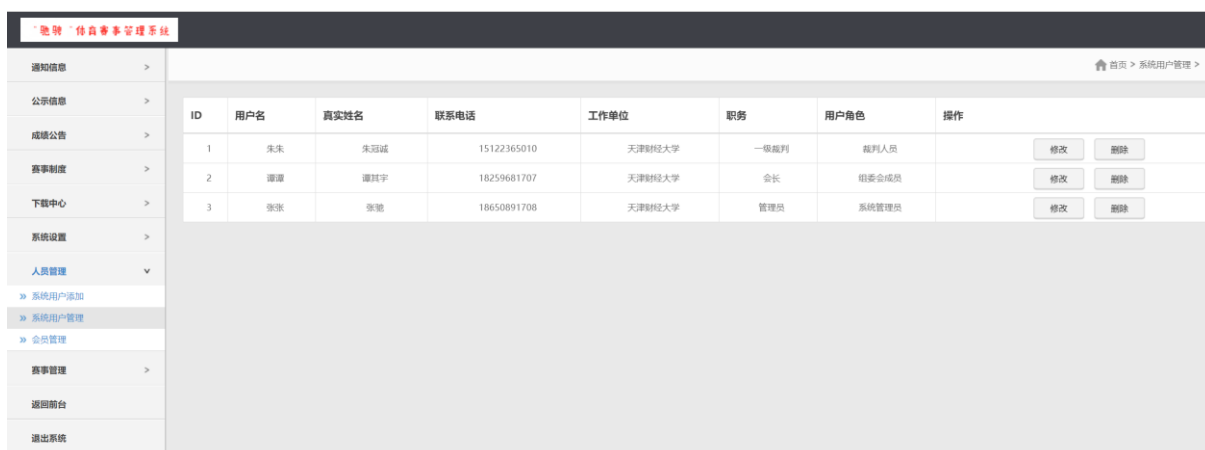 “驰骋”体育赛事管理系统
首页 > 系统用户管理 >
通知信息 >
公示信息 >
成绩公告 >
赛事制度 >
下载中心 >
系统设置 >
人员管理 ∨
» 系统用户添加
» 系统用户管理
» 会员管理
赛事管理 >
返回前台
退出系统
ID 用户名 真实姓名 联系电话 工作单位 职务 用户角色 操作
1 朱朱 朱冠诚 15122365010 天津财经大学 一级裁判 裁判人员 修改 删除
2 谭谭 谭其宇 18259681707 天津财经大学 会长 组委会成员 修改 删除
3 张张 张驰 18650891708 天津财经大学 管理员 系统管理员 修改 删除